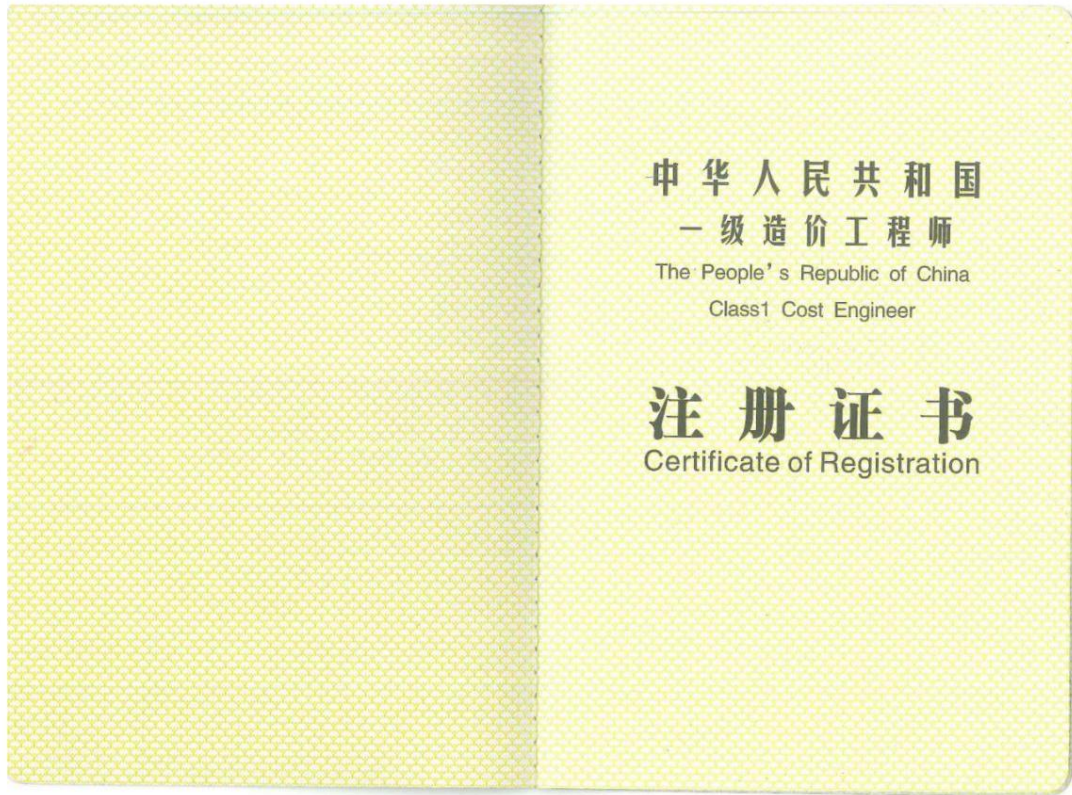 中华人民共和国
一级造价工程师
The People's Republic of China
Class1 Cost Engineer
注册证书
Certificate of Registration